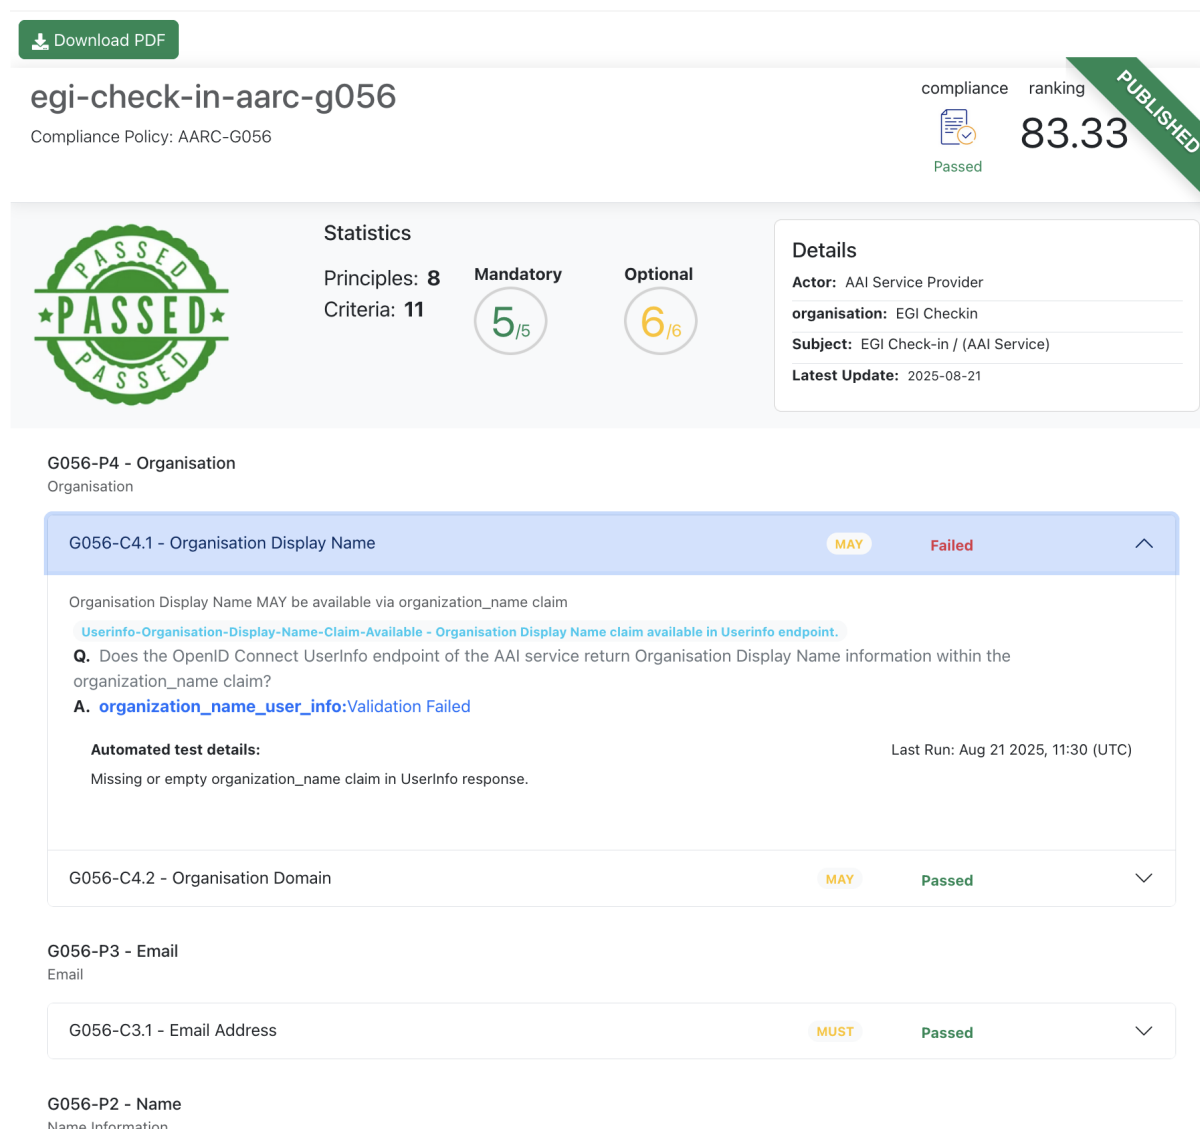 Download PDF
egi-check-in-aarc-g056
Compliance Policy: AARC-G056
compliance ranking
83.33
Passed
PUBLISHED
PASSED
PASSED
PASSED
Statistics
Principles: 8
Criteria: 11
Mandatory
5/5
Optional
6/6
Details
Actor: AAI Service Provider
organisation: EGI Checkin
Subject: EGI Check-in / (AAI Service)
Latest Update: 2025-08-21
G056-P4 - Organisation
Organisation
G056-C4.1 - Organisation Display Name MAY Failed
Organisation Display Name MAY be available via organization_name claim
Userinfo-Organisation-Display-Name-Claim-Available - Organisation Display Name claim available in Userinfo endpoint.
Q. Does the OpenID Connect UserInfo endpoint of the AAI service return Organisation Display Name information within the
organization_name claim?
A. organization_name_user_info:Validation Failed
Automated test details: Last Run: Aug 21 2025, 11:30 (UTC)
Missing or empty organization_name claim in UserInfo response.
G056-C4.2 - Organisation Domain MAY Passed
G056-P3 - Email
Email
G056-C3.1 - Email Address MUST Passed
G056-P2 - Name
Name Information